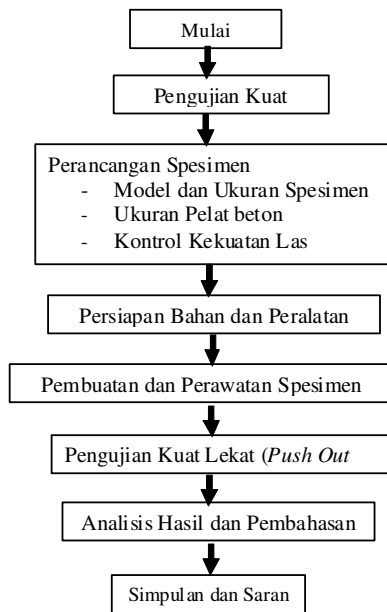 Mulai
Pengujian Kuat
Perancangan Spesimen
- Model dan Ukuran Spesimen
- Ukuran Pelat beton
- Kontrol Kekuatan Las
Persiapan Bahan dan Peralatan
Pembuatan dan Perawatan Spesimen
Pengujian Kuat Lekat (Push Out
Analisis Hasil dan Pembahasan
Simpulan dan Saran